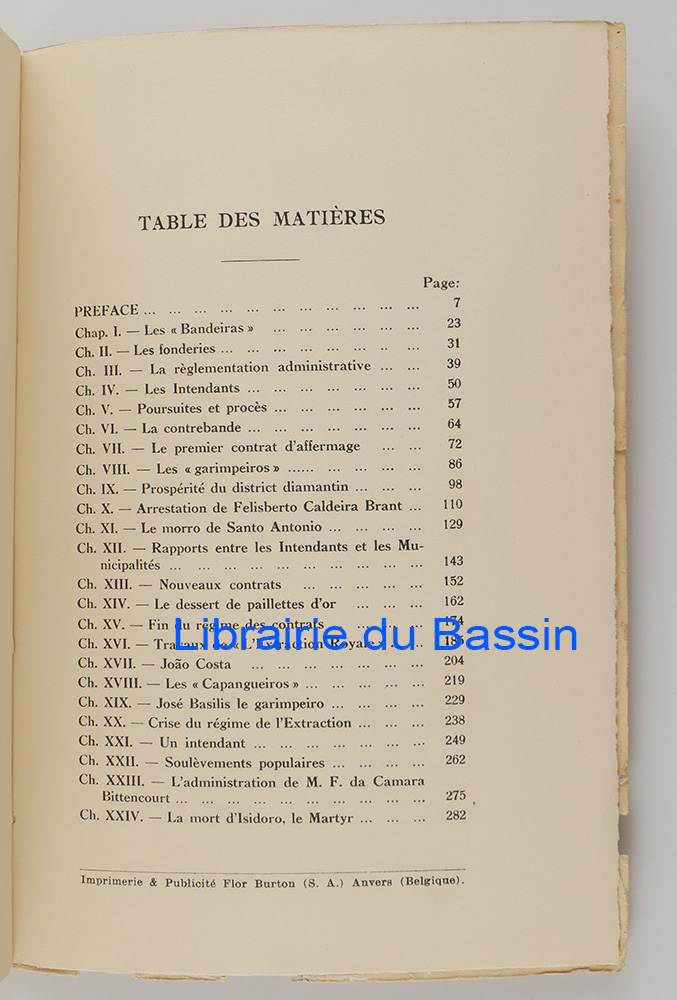 TABLE DES MATIÈRES
Page:
PREFACE ... ... ... ... ... ... ... ... ... ... ... 7
Chap. I. — Les « Bandeiras » ... ... ... ... ... ... 23
Ch. II. — Les fonderies ... ... ... ... ... ... .. ... 31
Ch. III. — La règlementation administrative ... ... 39
Ch. IV. — Les Intendants ... ... ... ... ... ... ... 50
Ch. V. — Poursuites et procès ... ... ... ... ... ... 57
Ch. VI. — La contrebande ... ... ... ... ... ... ... 64
Ch. VII. — Le premier contrat d'affermage ... ... 72
Ch. VIII. — Les « garimpeiros » ...... ... ... ... ... 86
Ch. IX. — Prospérité du district diamantin ... ... ... 98
Ch. X. — Arrestation de Felisberto Caldeira Brant ... 110
Ch. XI. — Le morro de Santo Antonio ... ... ... ... 129
Ch. XII. — Rapports entre les Intendants et les Mu-
nicipalités ... ... ... ... ... ... ... ... ... ... 143
Ch. XIII. — Nouveaux contrats ... ... ... ... ... 152
Ch. XIV. — Le dessert de paillettes d'or ... ... ... 162
Ch. XV. — Fin du régime des contrats ... ... ... 174
Ch. XVI. — Travaux de « L'Extraction Royale » ...
Librairie du Bassin
Ch. XVII. — João Costa ... ... ... ... ... ... ... 204
Ch. XVIII. — Les « Capangueiros » ... ... ... ... ... 219
Ch. XIX. — José Basilis le garimpeiro ... ... ... ... 229
Ch. XX. — Crise du régime de l'Extraction ... ... ... 238
Ch. XXI. — Un intendant ... ... ... ... ... ... ... 249
Ch. XXII. — Soulèvements populaires ... ... ... ... 262
Ch. XXIII. — L'administration de M. F. da Camara
Bittencourt ... ... ... ... ... ... ... ... ... ... 275
Ch. XXIV. — La mort d'Isidoro, le Martyr ... ... ... 282
Imprimerie & Publicité Flor Burton (S. A.) Anvers (Belgique).